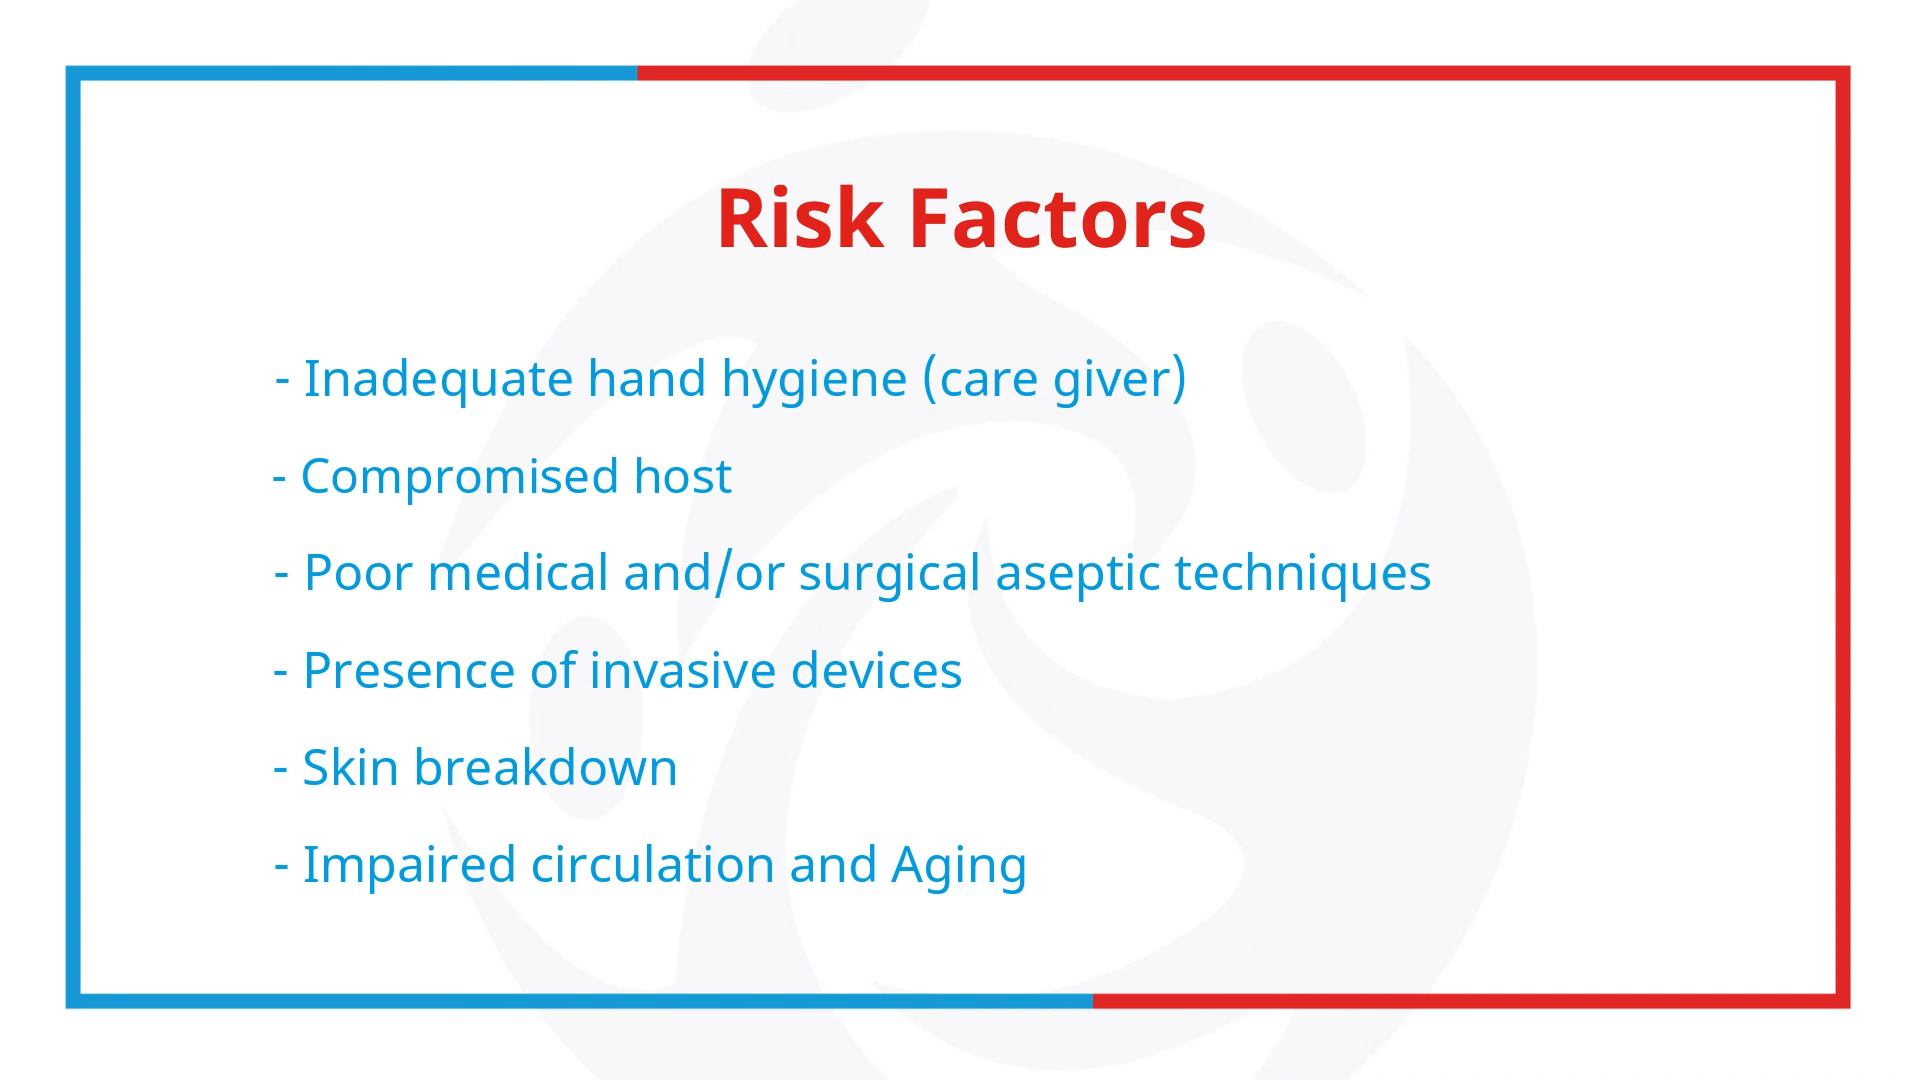 Risk Factors
- Inadequate hand hygiene (care giver)
- Compromised host
- Poor medical and/or surgical aseptic techniques
- Presence of invasive devices
- Skin breakdown
- Impaired circulation and Aging